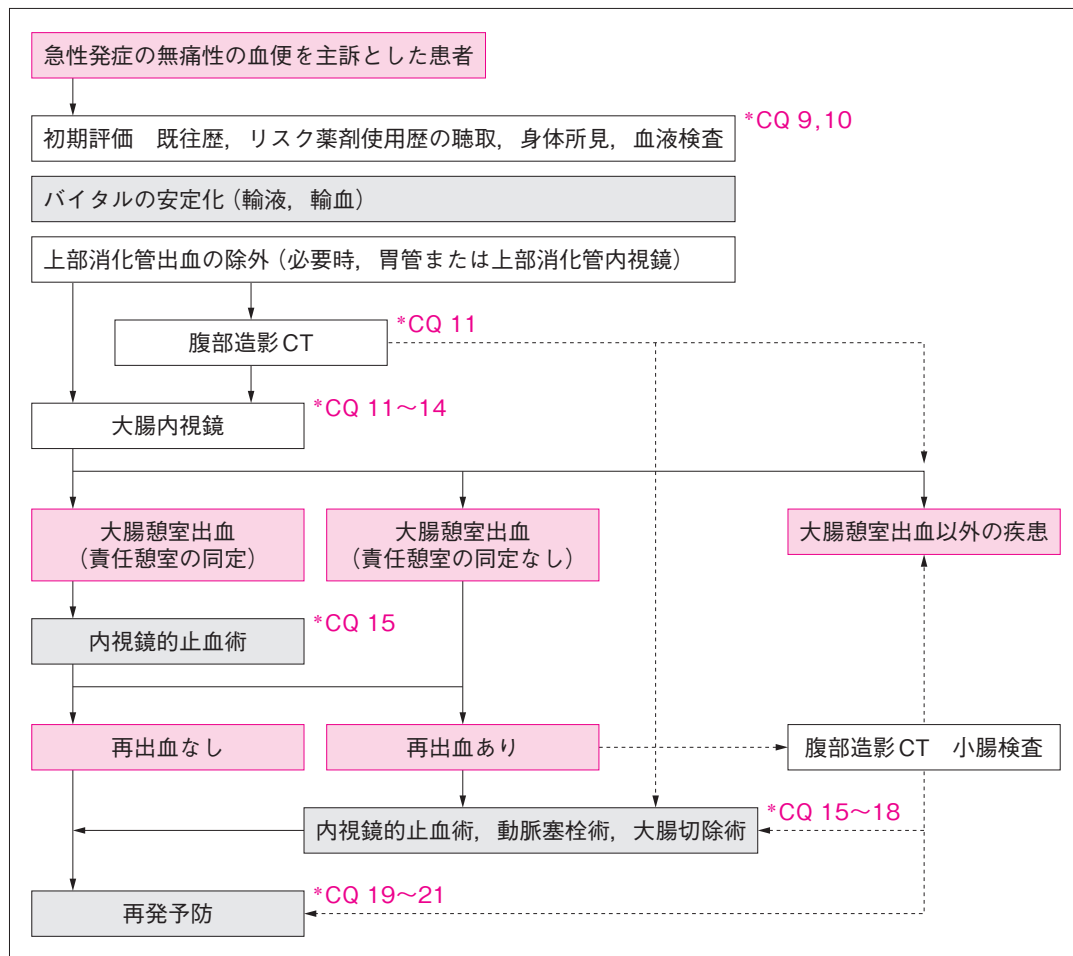 急性発症の無痛性の血便を主訴とした患者
*CQ 9,10
初期評価　既往歴，リスク薬剤使用歴の聴取，身体所見，血液検査
バイタルの安定化（輸液，輸血）
上部消化管出血の除外（必要時，胃管または上部消化管内視鏡）
*CQ 11
腹部造影CT
*CQ 11～14
大腸内視鏡
大腸憩室出血
（責任憩室の同定）
大腸憩室出血
（責任憩室の同定なし）
大腸憩室出血以外の疾患
*CQ 15
内視鏡的止血術
再出血なし
再出血あり
腹部造影CT　小腸検査
*CQ 15～18
内視鏡的止血術，動脈塞栓術，大腸切除術
*CQ 19～21
再発予防